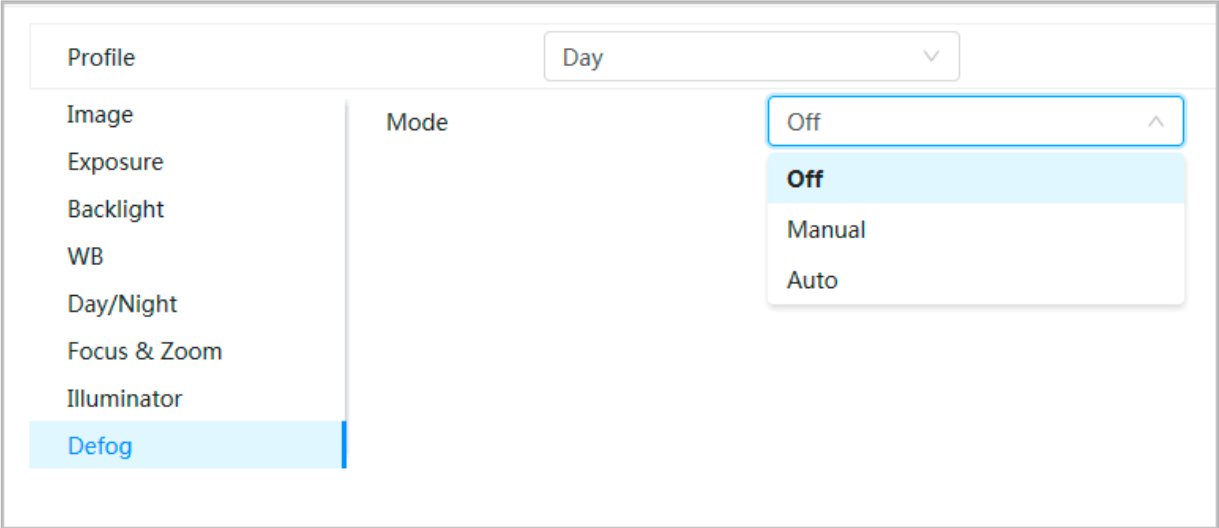 Profile
Day
Image
Exposure
Backlight
WB
Day/Night
Focus & Zoom
Illuminator
Defog
Mode
Off
Off
Manual
Auto